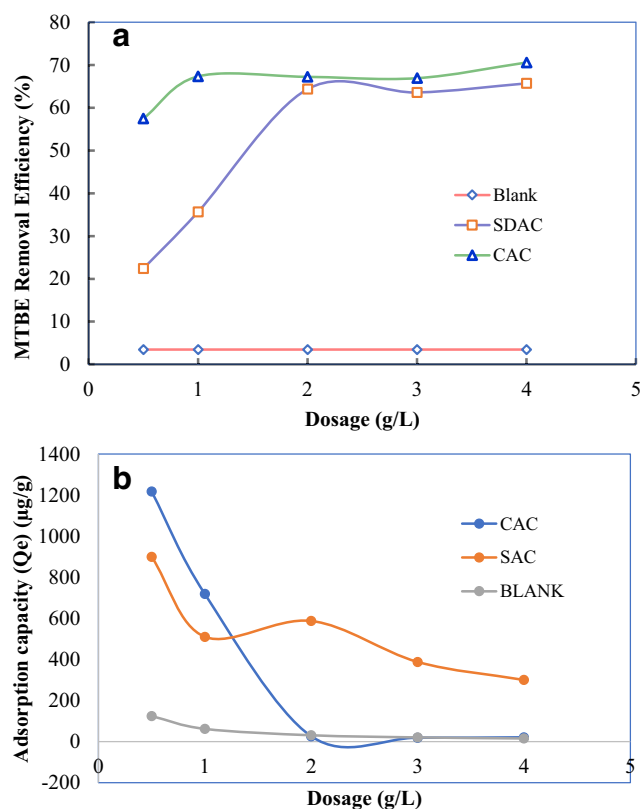 a
80
70
60
50
40
30
20
10
0
MTBE Removal Efficiency (%)
Blank
SDAC
CAC
0 1 2 3 4 5
Dosage (g/L)
b
1400
1200
1000
800
600
400
200
0
-200
Adsorption capacity (Qe) (µg/g)
CAC
SAC
BLANK
0 1 2 3 4 5
Dosage (g/L)